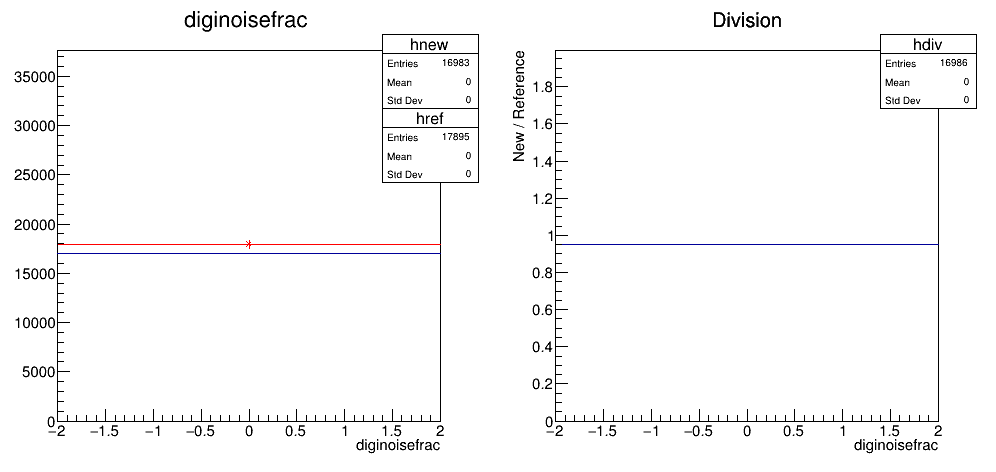 diginoisefrac
hnew
Entries 16983
Mean 0
Std Dev 0
href
Entries 17895
Mean 0
Std Dev 0
35000
30000
25000
20000
15000
10000
5000
0
−2 −1.5 −1 −0.5 0 0.5 1 1.5 2
diginoisefrac
Division
hdiv
Entries 16986
Mean 0
Std Dev 0
New / Reference
1.8
1.6
1.4
1.2
1
0.8
0.6
0.4
0.2
0
−2 −1.5 −1 −0.5 0 0.5 1 1.5 2
diginoisefrac